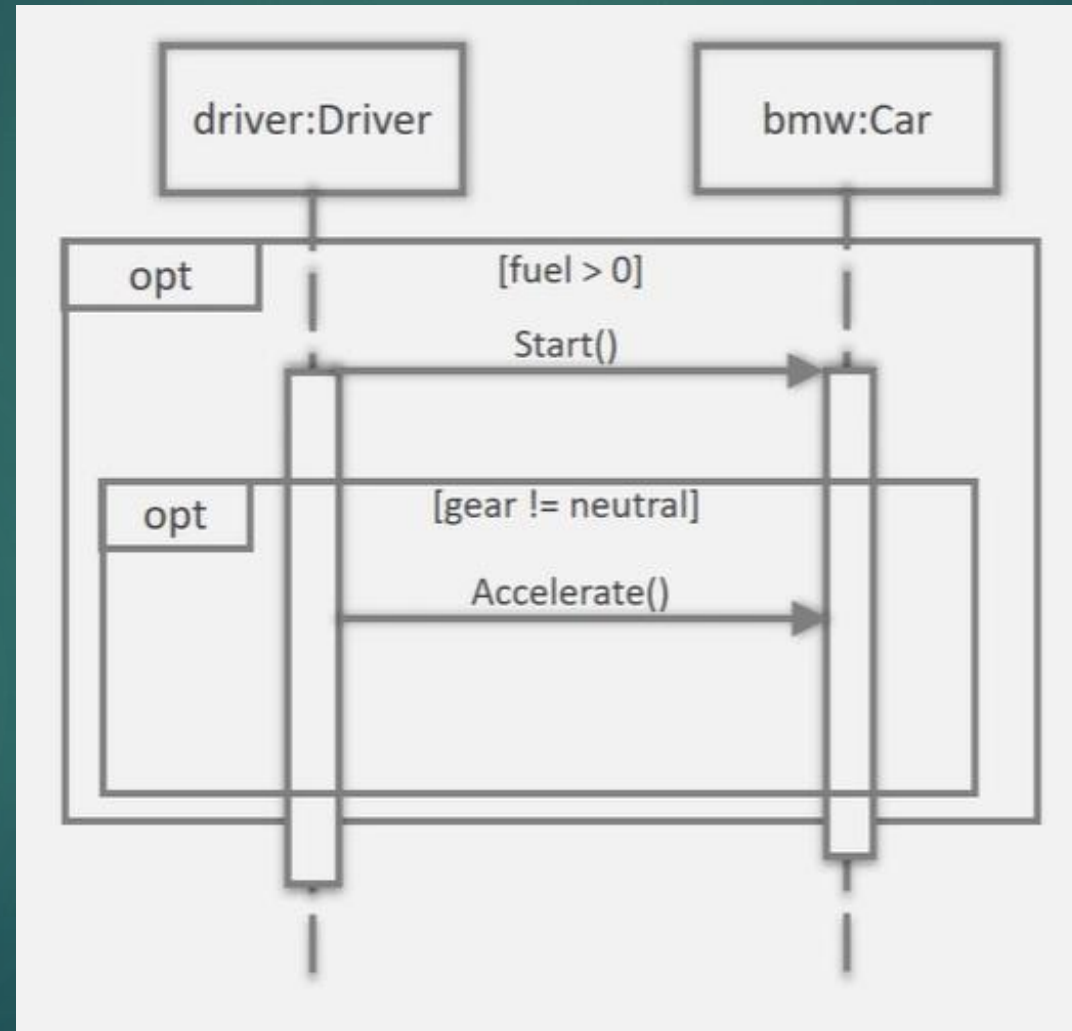 driver:Driver
bmw:Car
opt
[fuel > 0]
Start()
opt
[gear != neutral]
Accelerate()